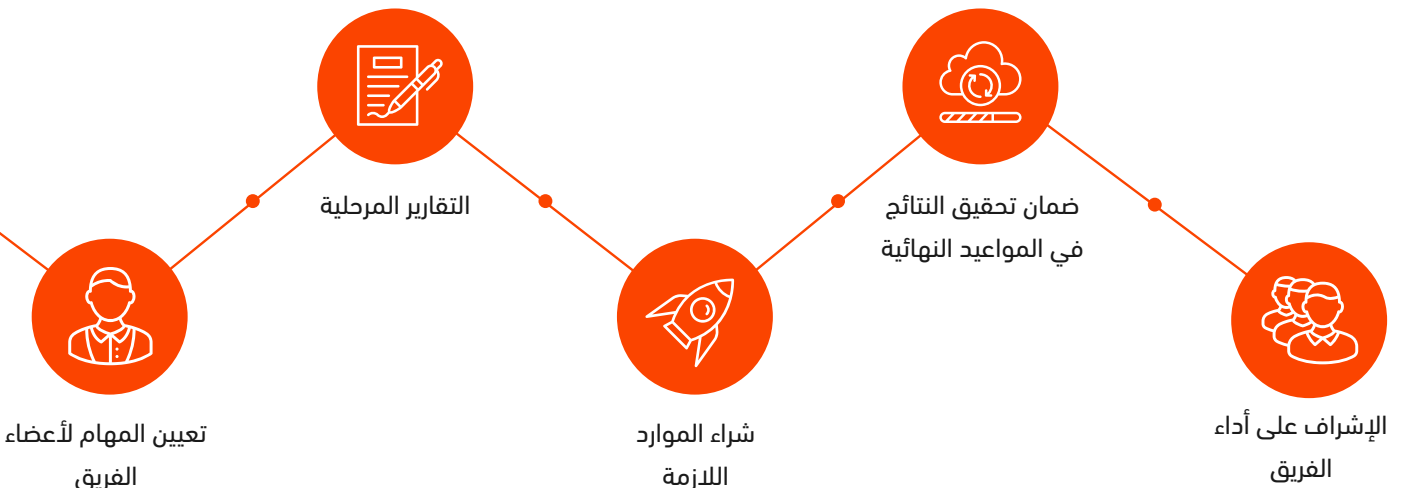 الإشراف على أداء
الفريق
ضمان تحقيق النتائج
في المواعيد النهائية
شراء الموارد
اللازمة
التقارير المرحلية
تعيين المهام لأعضاء
الفريق